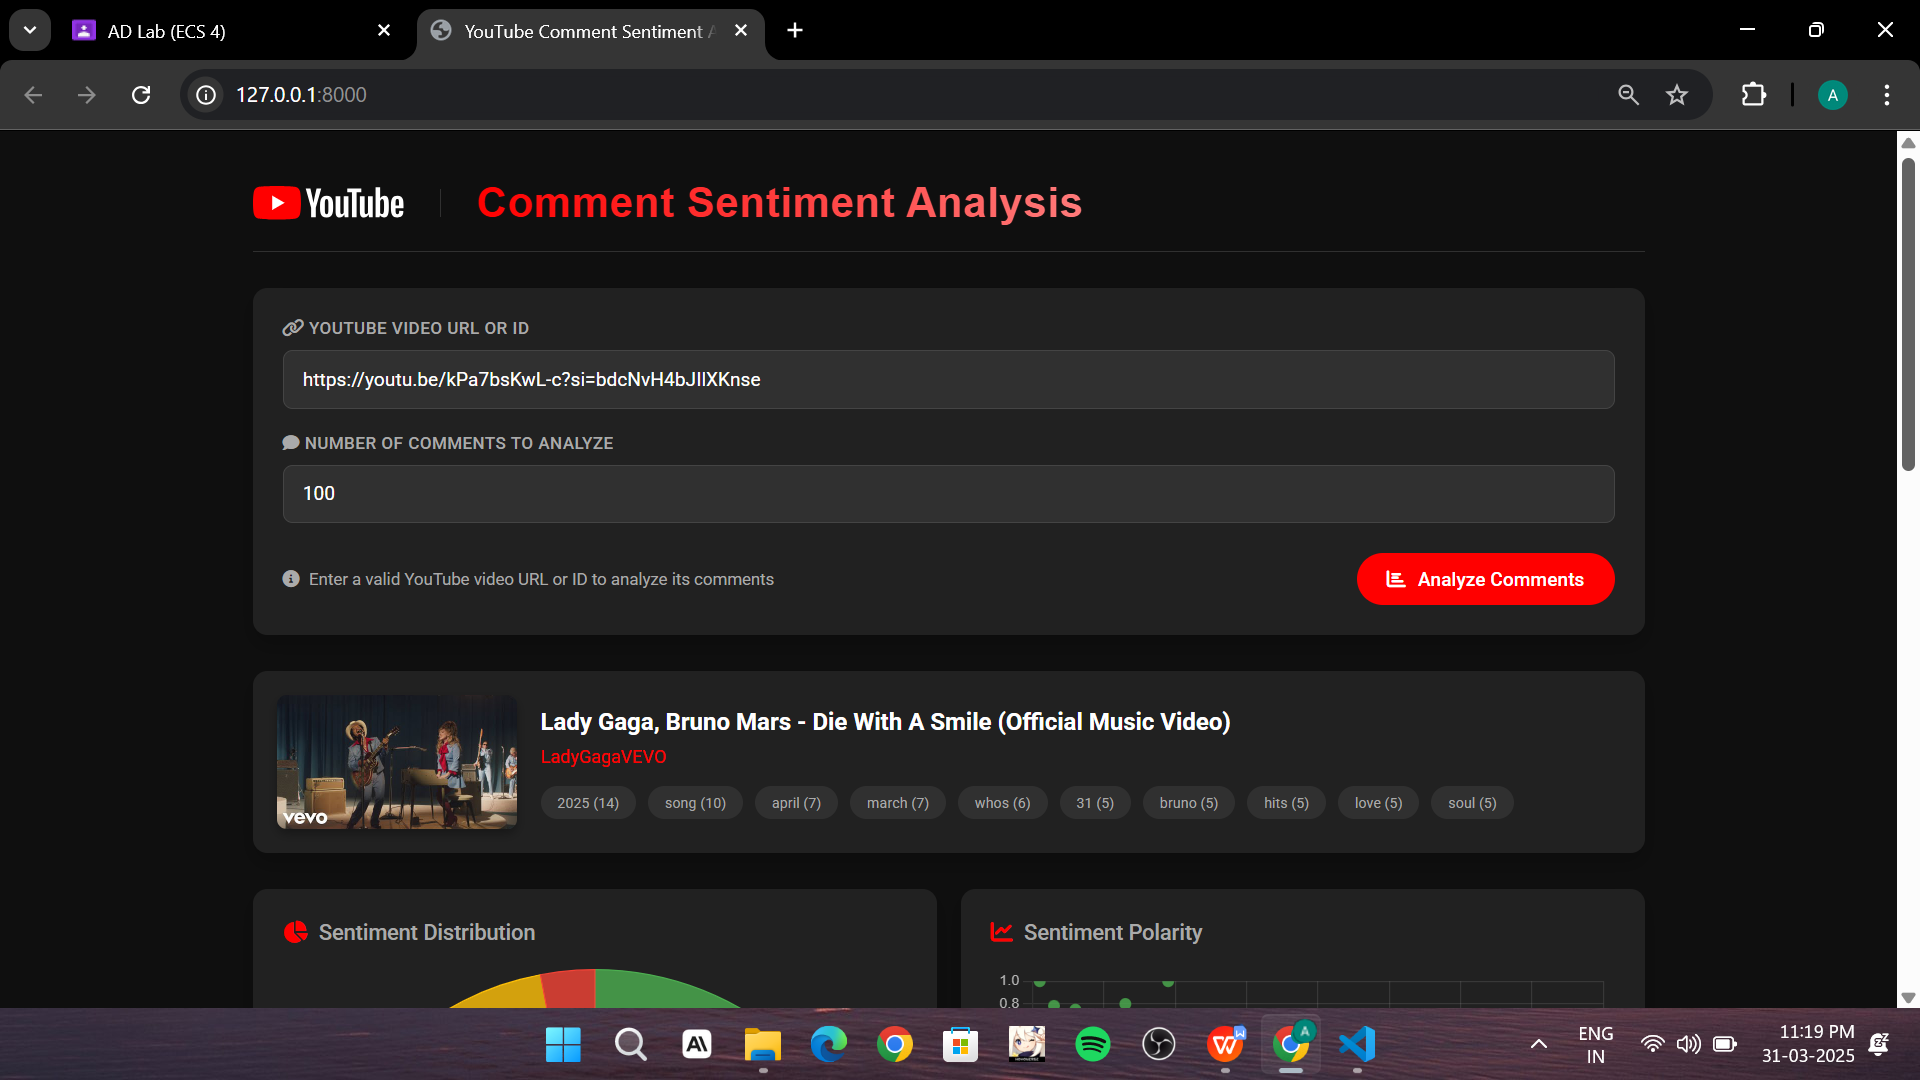 AD Lab (ECS 4)
YouTube Comment Sentiment A
127.0.0.1:8000
A
YouTube
Comment Sentiment Analysis
YOUTUBE VIDEO URL OR ID
https://youtu.be/kPa7bsKwL-c?si=bdcNvH4bJllXKnse
NUMBER OF COMMENTS TO ANALYZE
100
Enter a valid YouTube video URL or ID to analyze its comments
Analyze Comments
vevo
Lady Gaga, Bruno Mars - Die With A Smile (Official Music Video)
LadyGagaVEVO
2025 (14) song (10) april (7) march (7) whos (6) 31 (5) bruno (5) hits (5) love (5) soul (5)
Sentiment Distribution
Sentiment Polarity
1.0
0.8
ENG
IN
11:19 PM
31-03-2025